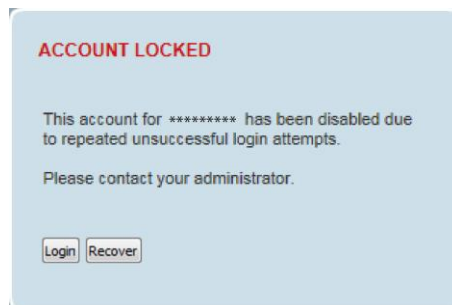 ACCOUNT LOCKED
This account for ********* has been disabled due
to repeated unsuccessful login attempts.
Please contact your administrator.
Login Recover